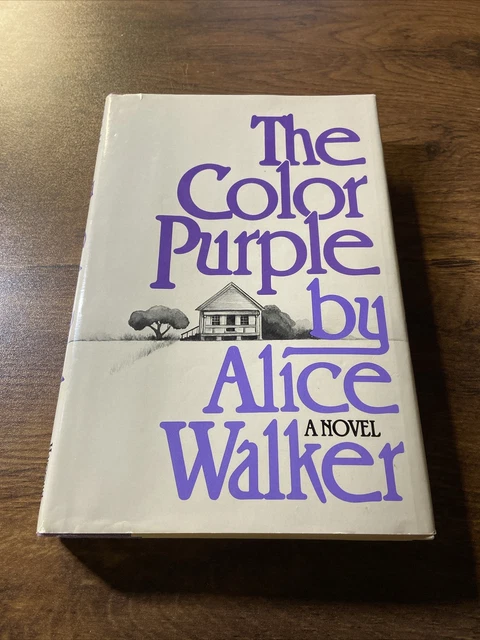 The
Color
Purple
by
Alice
A NOVEL
Walker